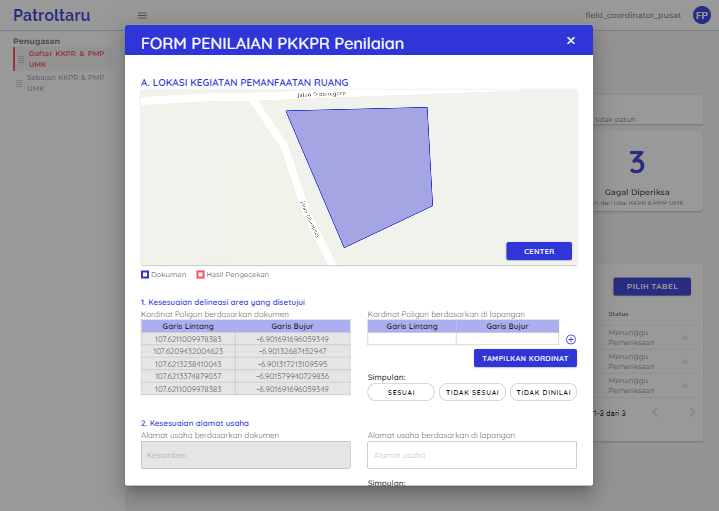 Patroltaru
field_coordinator_pusat
FP
Penugasan
Daftar KKPR & PMP
UMK
Sebaran KKPR & PMP
UMK
FORM PENILAIAN PKKPR Penilaian
A. LOKASI KEGIATAN PEMANFAATAN RUANG
Jalan Diponegoro
CENTER
Dokumen
Hasil Pengecekan
1. Kesesuaian delineasi area yang disetujui
Kordinat Poligon berdasarkan dokumen
Garis Lintang Garis Bujur
107.6211009978383 -6.901691696059349
107.6209432004623 -6.90132687452947
107.6213238410043 -6.901317213109595
107.6213374879037 -6.901579940729836
107.6211009978383 -6.901691696059349
Kordinat Poligon berdasarkan di lapangan
Garis Lintang Garis Bujur
TAMPILKAN KORDINAT
Simpulan:
SESUAI TIDAK SESUAI TIDAK DINILAI
2. Kesesuaian alamat usaha
Alamat usaha berdasarkan dokumen
Kesamben
Alamat usaha berdasarkan di lapangan
Alamat usaha
Simpulan:
tidak patuh
3
Gagal Diperiksa
dari total KKPR & PMP UMK
PILIH TABEL
Status
Menunggu
Pemeriksaan
Menunggu
Pemeriksaan
Menunggu
Pemeriksaan
1-3 dari 3